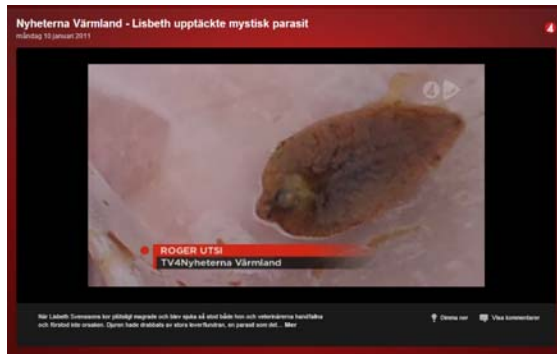 Nyheterna Värmland - Lisbeth upptäckte mystisk parasit
måndag 10 januari 2011
4
4
ROGER UTSI
TV4Nyheterna Värmland
När Lisbeth Svenssons kor plötsligt magrade och blev sjuka så stod både hon och veterinärerna handfallna
och förstod inte orsaken. Djuren hade drabbats av stora leverflundran, en parasit som det... Mer
Dimma ner
Visa kommentarer